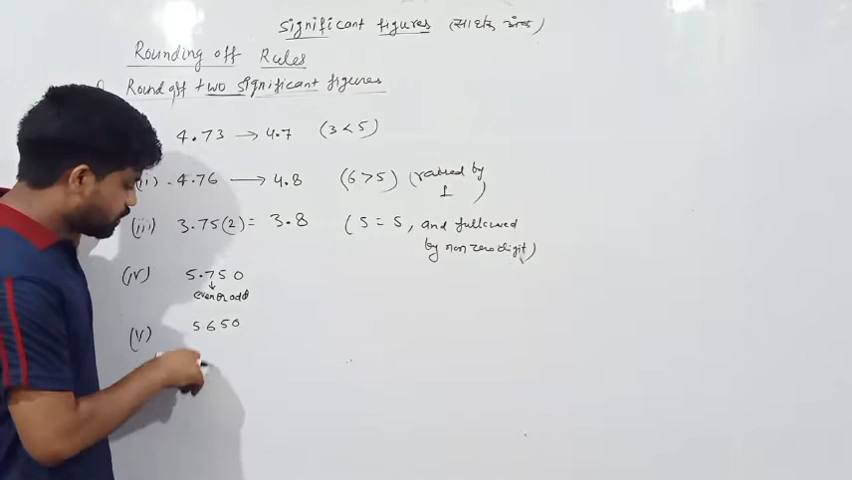 Significant figures (सार्थक अंक)
Rounding off Rules
Round off two significant figures
4.73 → 4.7 (3 < 5)
(ii) - 4.76 → 4.8 (6 > 5) (raised by 1)
(iii) 3.75(2) = 3.8 (5 = 5, and followed by non zero digit)
(iv) 5.750
↓
even or odd
(v) 5650